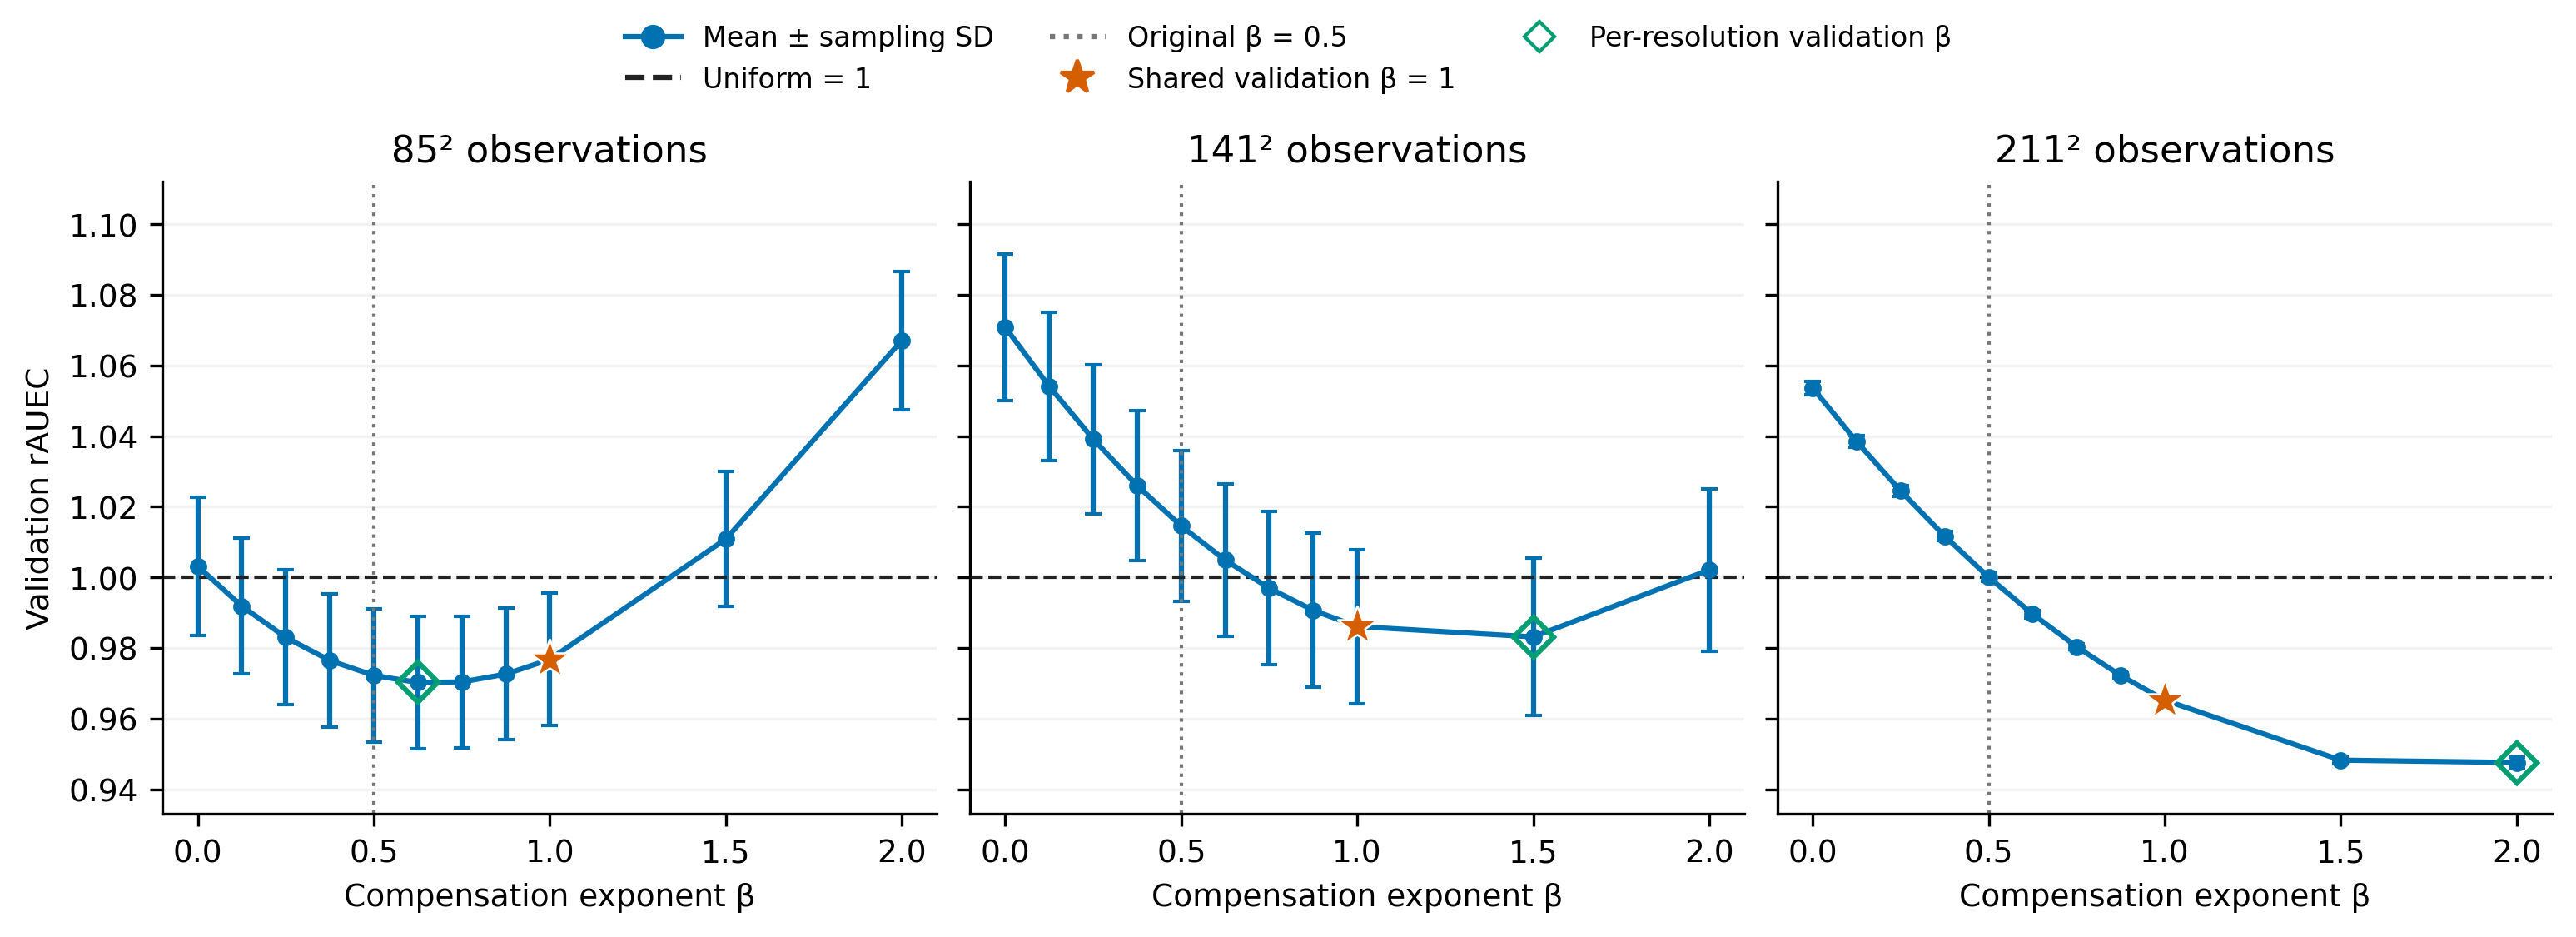 Mean ± sampling SD
Uniform = 1
Original β = 0.5
Shared validation β = 1
Per-resolution validation β
85² observations
141² observations
211² observations
Validation rAUEC
1.10
1.08
1.06
1.04
1.02
1.00
0.98
0.96
0.94
0.0 0.5 1.0 1.5 2.0
0.0 0.5 1.0 1.5 2.0
0.0 0.5 1.0 1.5 2.0
Compensation exponent β
Compensation exponent β
Compensation exponent β